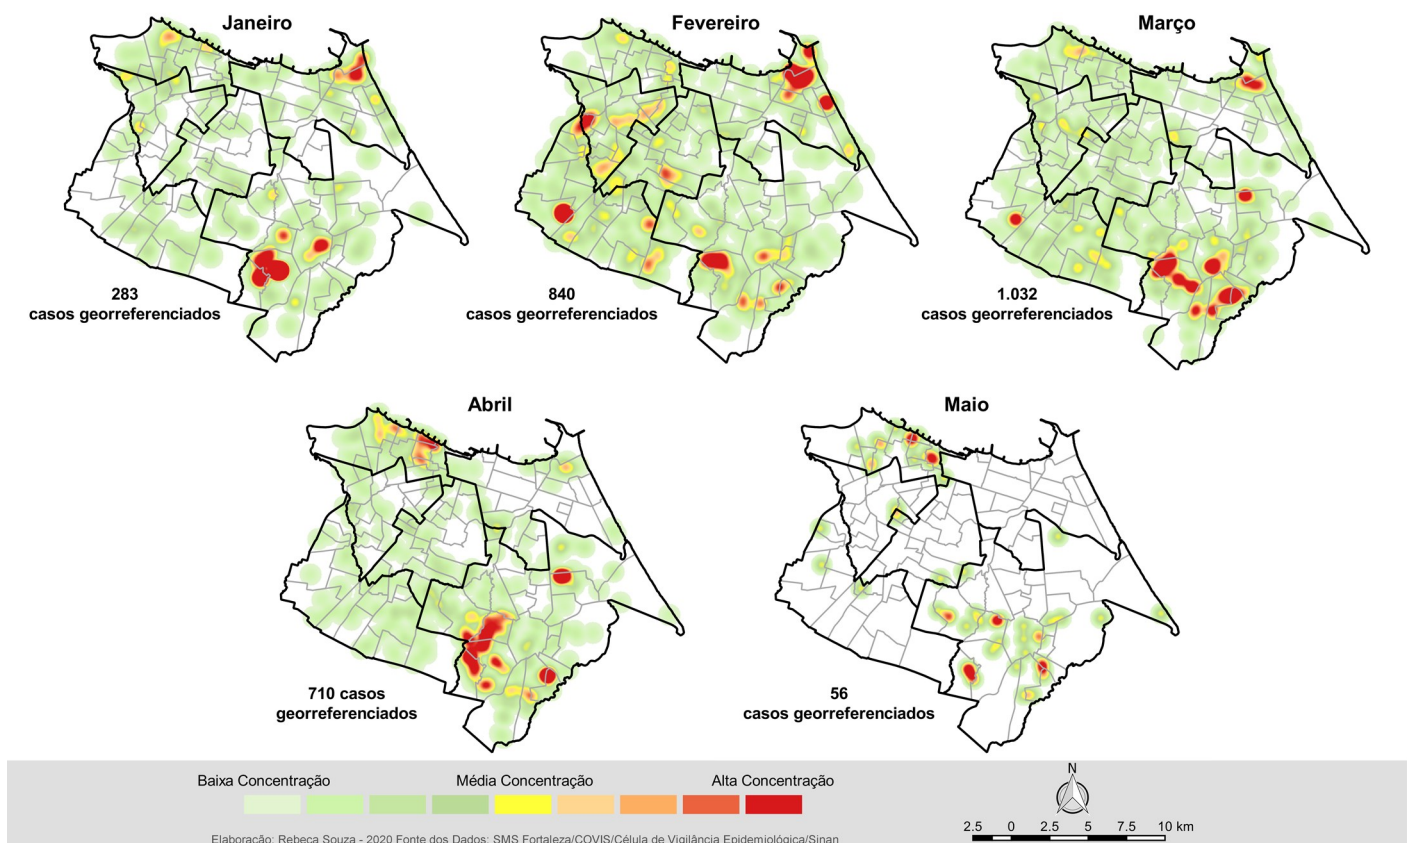 Janeiro
Fevereiro
Março
283
casos georreferenciados
840
casos georreferenciados
1.032
casos georreferenciados
Abril
Maio
710 casos
georreferenciados
56
casos georreferenciados
Baixa Concentração
Média Concentração
Alta Concentração
N
2.5 0 2.5 5 7.5 10 km
Elaboração: Rebeca Souza - 2020 Fonte dos Dados: SMS Fortaleza/COVIS/Célula de Vigilância Epidemiológica/Sinan